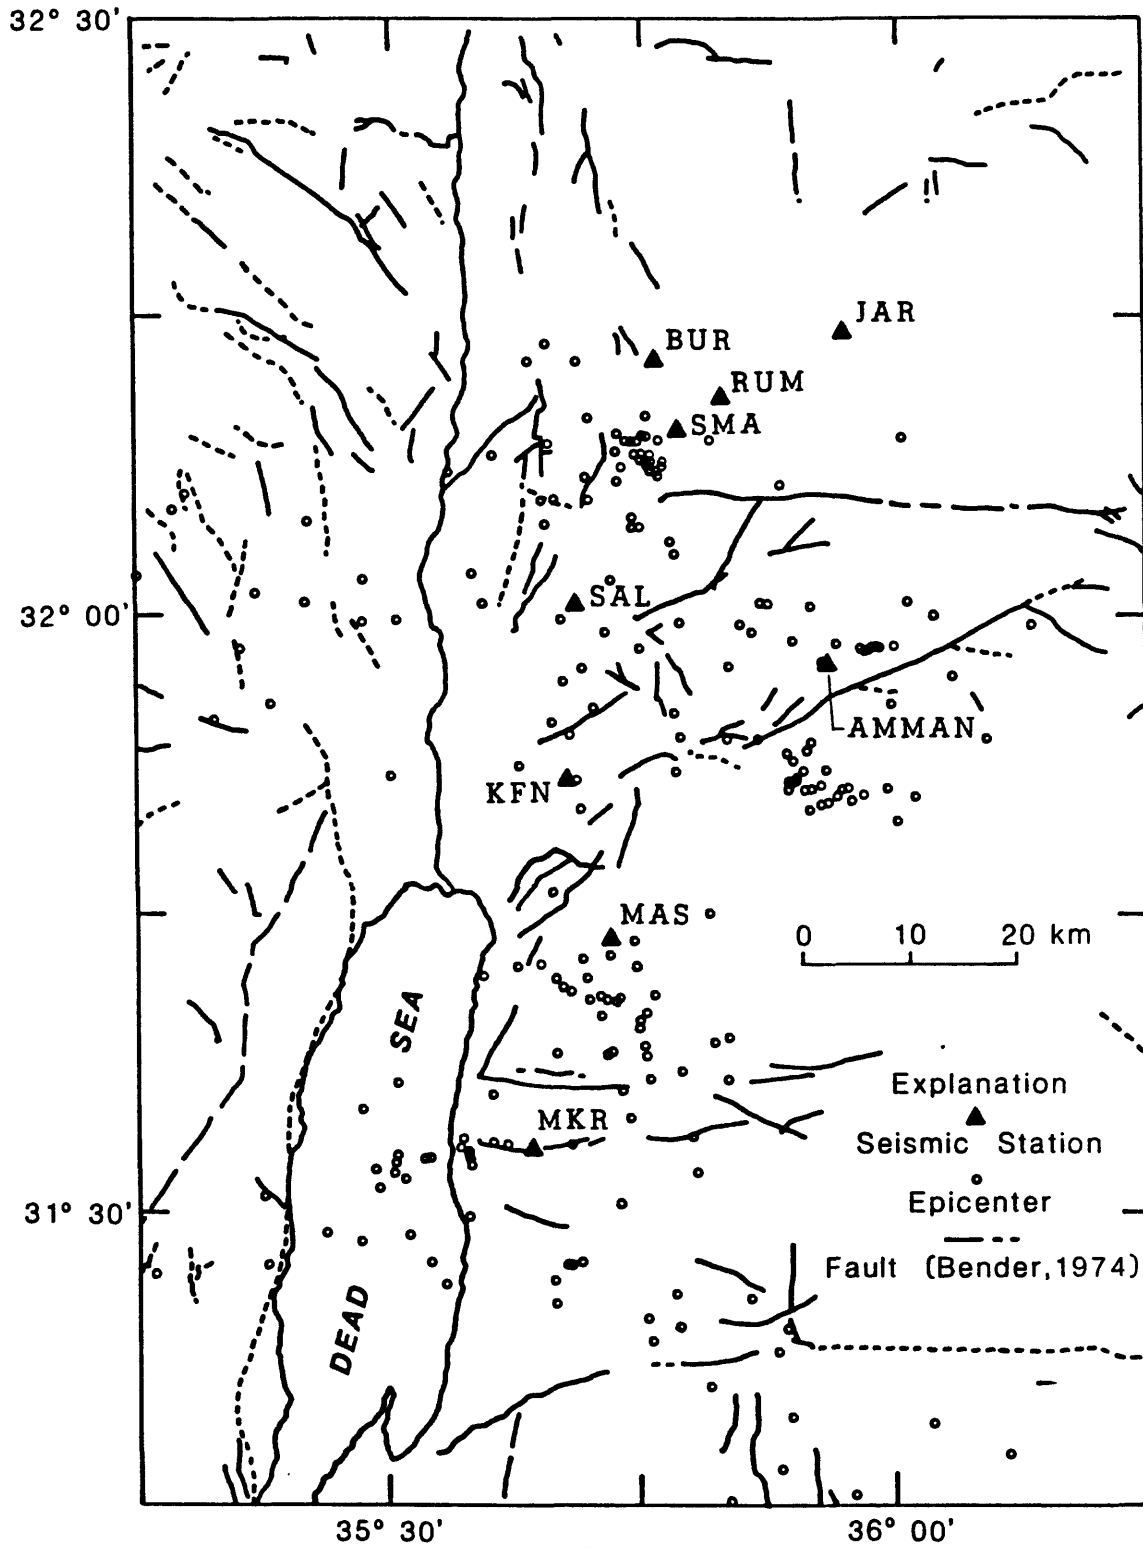 32° 30'
JAR
BUR
RUM
SMA
SAL
32° 00'
AMMAN
KFN
MAS
0 10 20 km
SEA
Explanation
MKR
Seismic Station
Epicenter
31° 30'
Fault (Bender, 1974)
DEAD
35° 30'
36° 00'